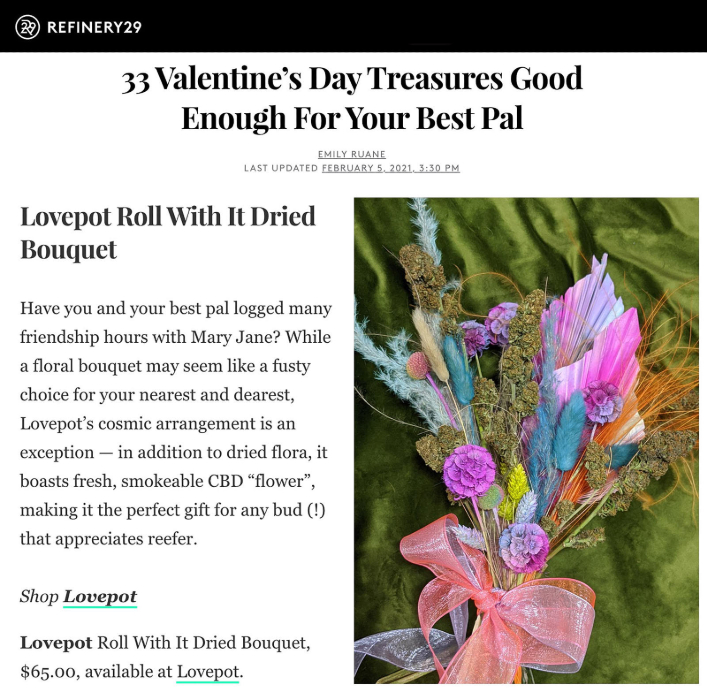 REFINERY29
33 Valentine’s Day Treasures Good
Enough For Your Best Pal
EMILY RUANE
LAST UPDATED FEBRUARY 5, 2021, 3:30 PM
Lovepot Roll With It Dried
Bouquet
Have you and your best pal logged many
friendship hours with Mary Jane? While
a floral bouquet may seem like a fusty
choice for your nearest and dearest,
Lovepot’s cosmic arrangement is an
exception — in addition to dried flora, it
boasts fresh, smokeable CBD “flower”,
making it the perfect gift for any bud (!)
that appreciates reefer.
Shop Lovepot
Lovepot Roll With It Dried Bouquet,
$65.00, available at Lovepot.